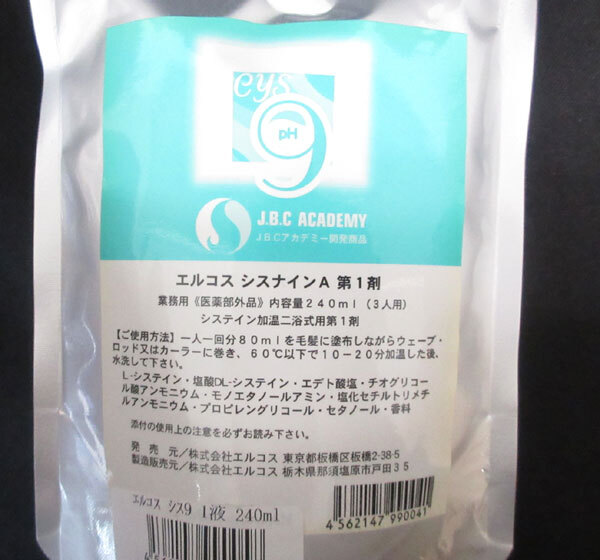 cys
9
pH
J.B.C ACADEMY
JBCアカデミー開発商品
エルコス シスナインA 第1剤
業務用《医薬部外品》内容量240ml(3人用)
システイン加温二浴式用第1剤
【ご使用方法】一人一回分80mlを毛髪に塗布しながらウェーブ・
ロッド又はカーラーに巻き、60℃以下で10−20分加温した後、
水洗して下さい。
L-システイン・塩酸DL-システイン・エデト酸塩・チオグリコー
ル酸アンモニウム・モノエタノールアミン・塩化セチルトリメチ
ルアンモニウム・プロピレングリコール・セタノール・香料
添付の使用上の注意を必ずお読み下さい。
発 売 元/株式会社エルコス 東京都板橋区板橋2-38-5
製造販売元/株式会社エルコス 栃木県那須塩原市戸田35
エルコス シス9 1液 240ml
4 562147 990041